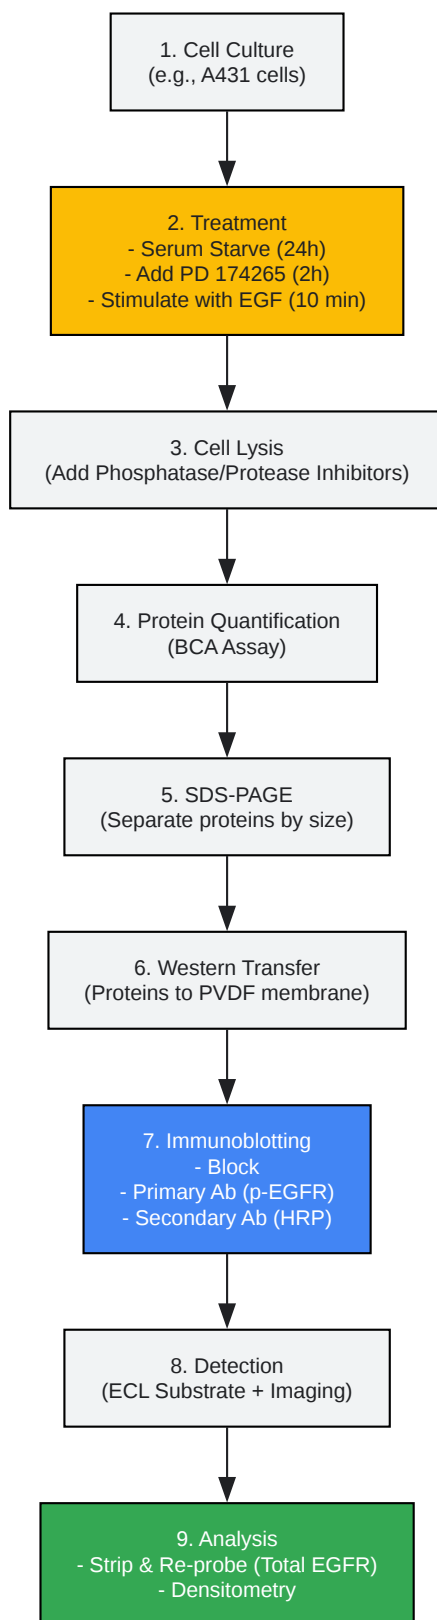 1. Cell Culture
(e.g., A431 cells)
2. Treatment
- Serum Starve (24h)
- Add PD 174265 (2h)
- Stimulate with EGF (10 min)
3. Cell Lysis
(Add Phosphatase/Protease Inhibitors)
4. Protein Quantification
(BCA Assay)
5. SDS-PAGE
(Separate proteins by size)
6. Western Transfer
(Proteins to PVDF membrane)
7. Immunoblotting
- Block
- Primary Ab (p-EGFR)
- Secondary Ab (HRP)
8. Detection
(ECL Substrate + Imaging)
9. Analysis
- Strip & Re-probe (Total EGFR)
- Densitometry